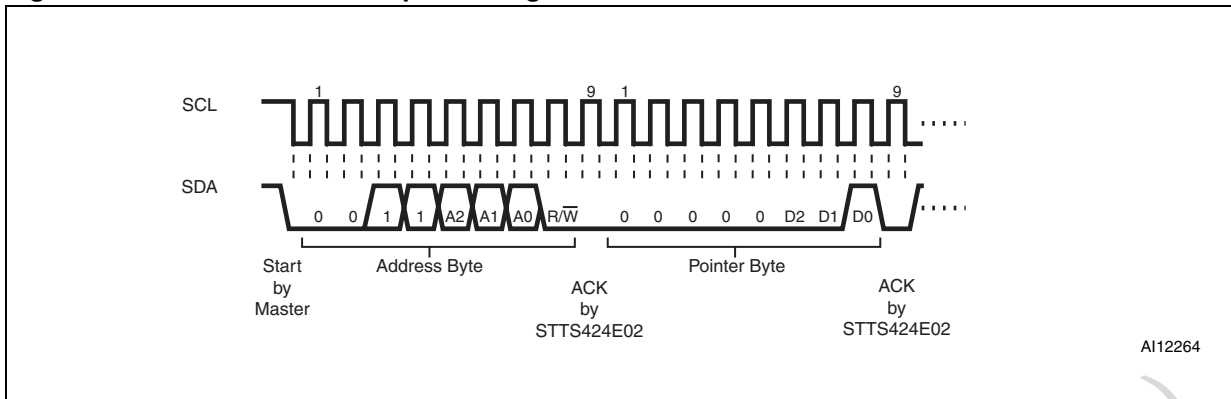 1 9 1 9
SCL
SDA
0 0 1 1 A2 A1 A0 R/W 0 0 0 0 0 D2 D1 D0
Address Byte Pointer Byte
Start
by
Master
ACK
by
STTS424E02
ACK
by
STTS424E02
AI12264